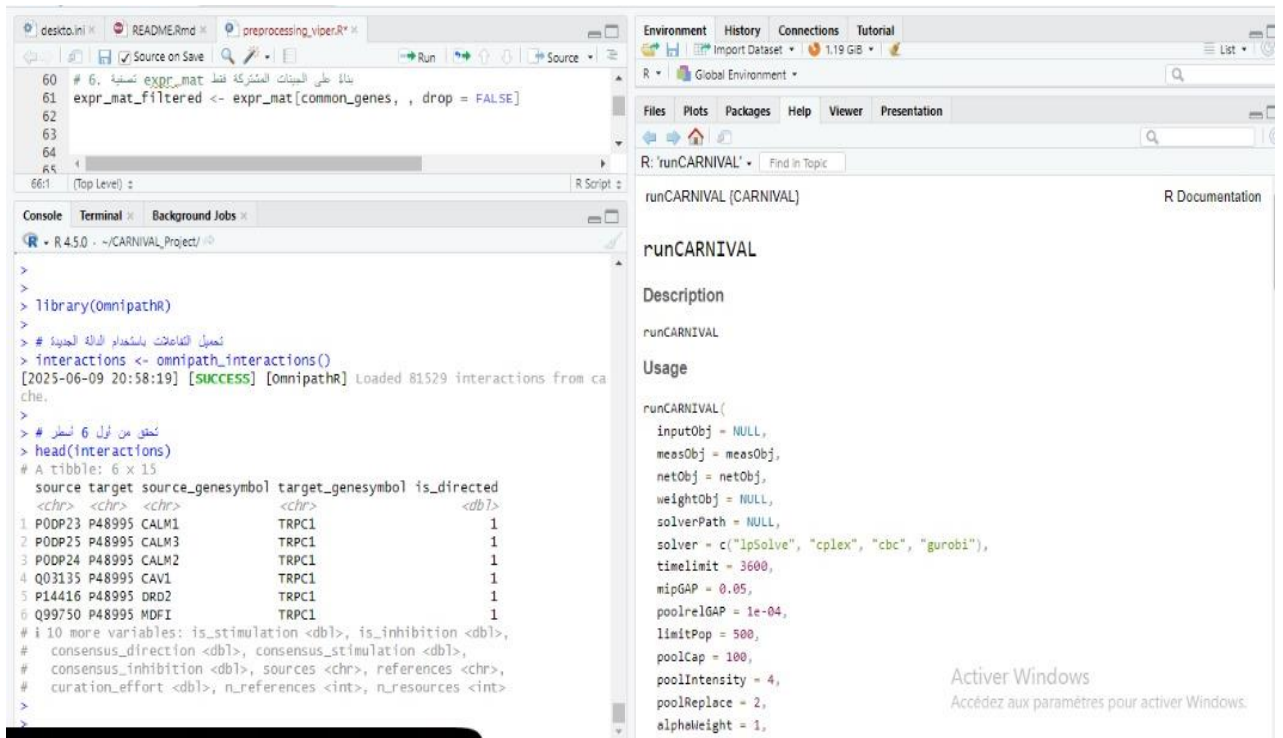 deskto.ini
README.Rmd
preprocessing_viper.R*
Source on Save
Run
Source
60 # 6. تصفية expr_mat بناءً على الجينات المشتركة فقط
61 expr_mat_filtered <- expr_mat[common_genes, , drop = FALSE]
62
63
64
65
66:1 (Top Level) R Script
Console Terminal Background Jobs
R 4.5.0 · ~/CARNIVAL_Project/
>
>
> library(OmnipathR)
>
> # تحميل التفاعلات باستخدام الدالة الجديدة
> interactions <- omnipath_interactions()
[2025-06-09 20:58:19] [SUCCESS] [OmnipathR] Loaded 81529 interactions from ca
che.
>
> # تحقق من أول 6 أسطر
> head(interactions)
# A tibble: 6 x 15
source target source_genesymbol target_genesymbol is_directed
<chr> <chr> <chr> <chr> <dbl>
1 P0DP23 P48995 CALM1 TRPC1 1
2 P0DP25 P48995 CALM3 TRPC1 1
3 P0DP24 P48995 CALM2 TRPC1 1
4 Q03135 P48995 CAV1 TRPC1 1
5 P14416 P48995 DRD2 TRPC1 1
6 Q99750 P48995 MDFI TRPC1 1
# ℹ 10 more variables: is_stimulation <dbl>, is_inhibition <dbl>,
# consensus_direction <dbl>, consensus_stimulation <dbl>,
# consensus_inhibition <dbl>, sources <chr>, references <chr>,
# curation_effort <dbl>, n_references <int>, n_resources <int>
>
>
Environment History Connections Tutorial
Import Dataset 1.19 GiB List
R Global Environment
Files Plots Packages Help Viewer Presentation
R: 'runCARNIVAL' Find in Topic
runCARNIVAL {CARNIVAL} R Documentation
runCARNIVAL
Description
runCARNIVAL
Usage
runCARNIVAL(
inputObj = NULL,
measObj = measObj,
netObj = netObj,
weightObj = NULL,
solverPath = NULL,
solver = c("lpSolve", "cplex", "cbc", "gurobi"),
timelimit = 3600,
mipGAP = 0.05,
poolrelGAP = 1e-04,
limitPop = 500,
poolCap = 100,
poolIntensity = 4,
poolReplace = 2,
alphaWeight = 1,
Activer Windows
Accédez aux paramètres pour activer Windows.